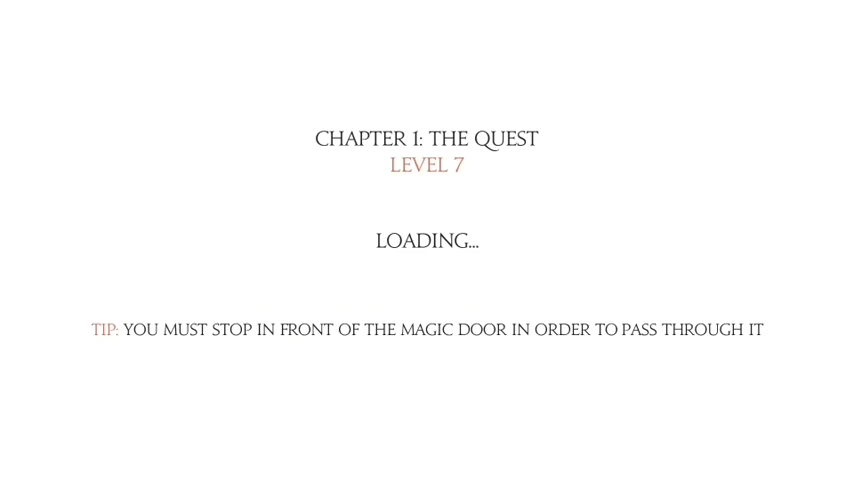 CHAPTER 1: THE QUEST
LEVEL 7
LOADING...
TIP: YOU MUST STOP IN FRONT OF THE MAGIC DOOR IN ORDER TO PASS THROUGH IT